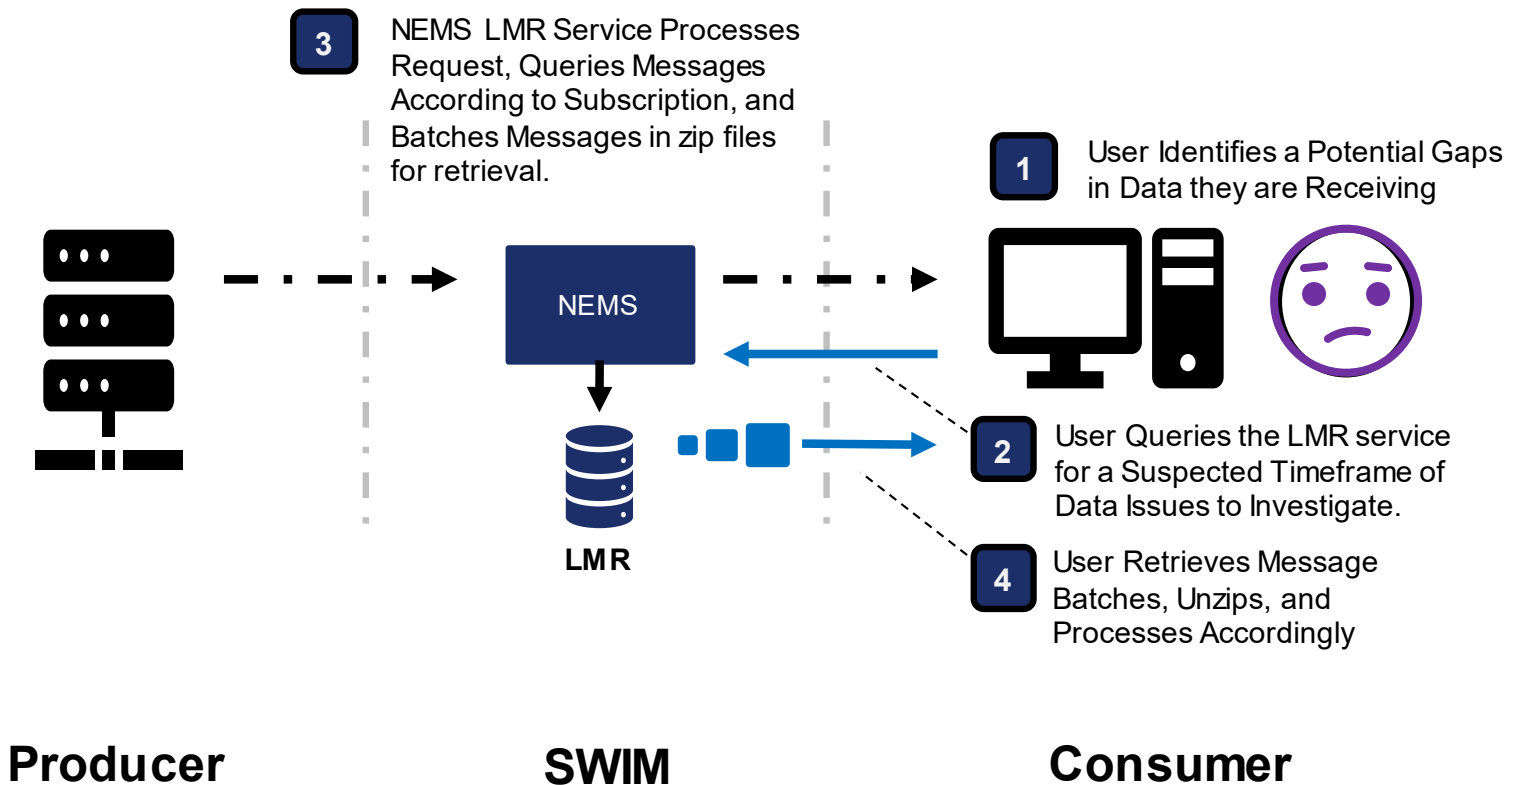 3
NEMS LMR Service Processes
Request, Queries Messages
According to Subscription, and
Batches Messages in zip files
for retrieval.
1
User Identifies a Potential Gaps
in Data they are Receiving
NEMS
LMR
2
User Queries the LMR service
for a Suspected Timeframe of
Data Issues to Investigate.
4
User Retrieves Message
Batches, Unzips, and
Processes Accordingly
Producer
SWIM
Consumer